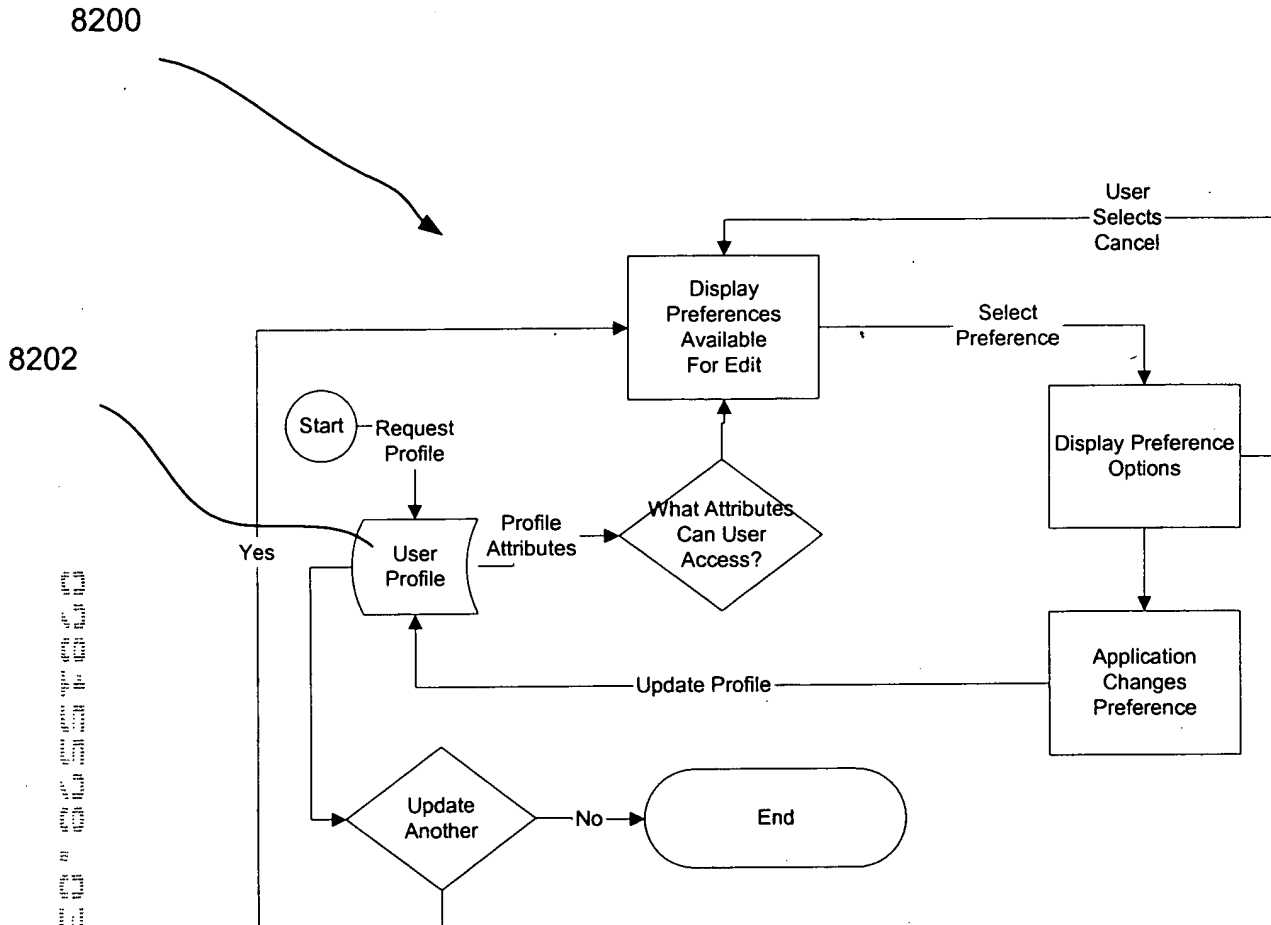 8200
User
Selects
Cancel
Display
Preferences
Available
For Edit
Select
Preference
8202
Start
Request
Profile
Display Preference
Options
What Attributes
Can User
Access?
Profile
Attributes
User
Profile
Yes
Application
Changes
Preference
Update Profile
Update
Another
No
End